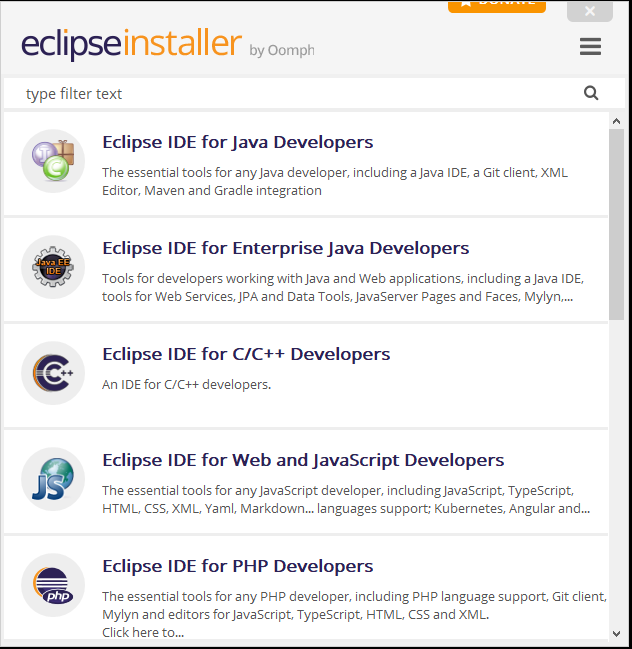 DONATE
eclipseinstaller by Oomph
type filter text
Eclipse IDE for Java Developers
The essential tools for any Java developer, including a Java IDE, a Git client, XML
Editor, Maven and Gradle integration
Java EE
IDE
Eclipse IDE for Enterprise Java Developers
Tools for developers working with Java and Web applications, including a Java IDE,
tools for Web Services, JPA and Data Tools, JavaServer Pages and Faces, Mylyn,...
C++
Eclipse IDE for C/C++ Developers
An IDE for C/C++ developers.
JS
Eclipse IDE for Web and JavaScript Developers
The essential tools for any JavaScript developer, including JavaScript, TypeScript,
HTML, CSS, XML, Yaml, Markdown... languages support; Kubernetes, Angular and...
php
Eclipse IDE for PHP Developers
The essential tools for any PHP developer, including PHP language support, Git client,
Mylyn and editors for JavaScript, TypeScript, HTML, CSS and XML.
Click here to...